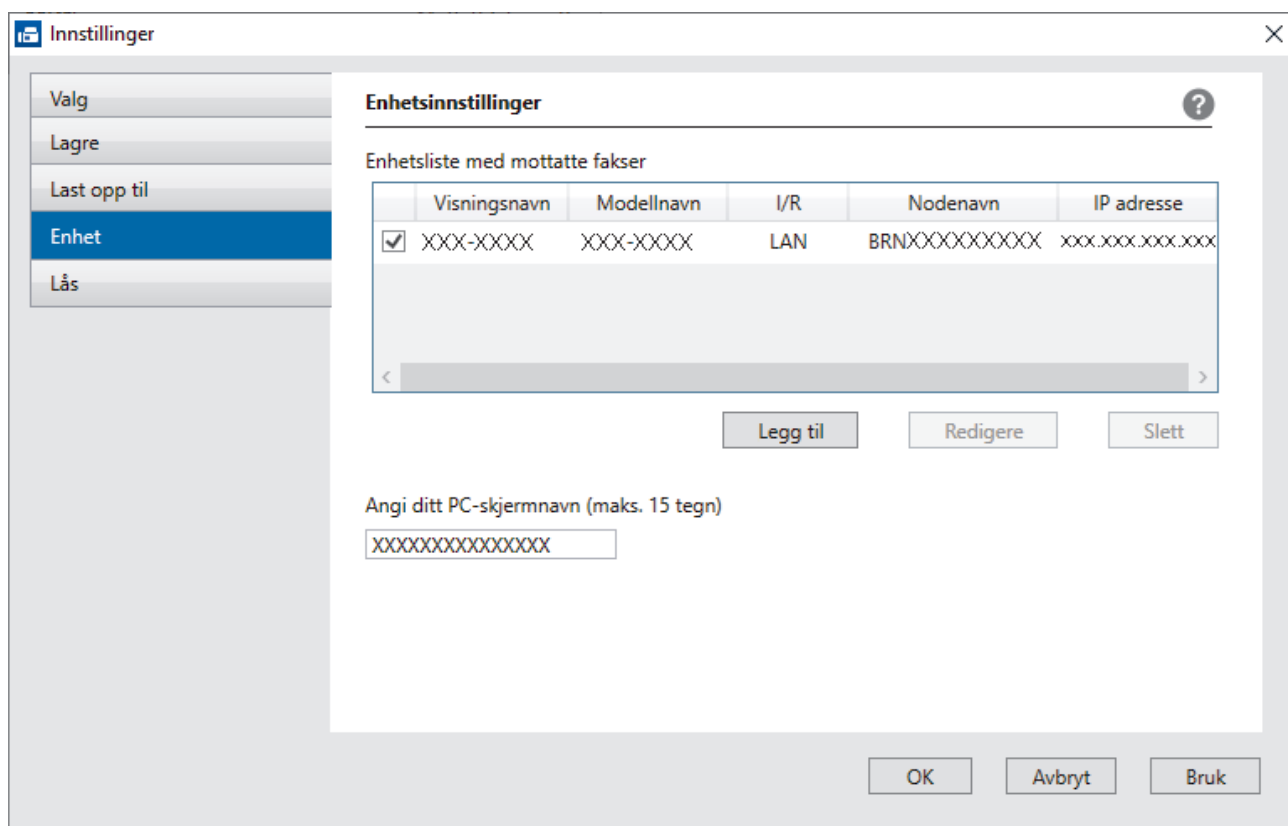 Innstillinger
Valg
Lagre
Last opp til
Enhet
Lås
Enhetsinnstillinger
?
Enhetsliste med mottatte fakser
Visningsnavn Modellnavn I/R Nodenavn IP adresse
XXX-XXXX XXX-XXXX LAN BRNXXXXXXXXX XXX.XXX.XXX.XXX
Legg til Redigere Slett
Angi ditt PC-skjermnavn (maks. 15 tegn)
XXXXXXXXXXXXXXX
OK Avbryt Bruk